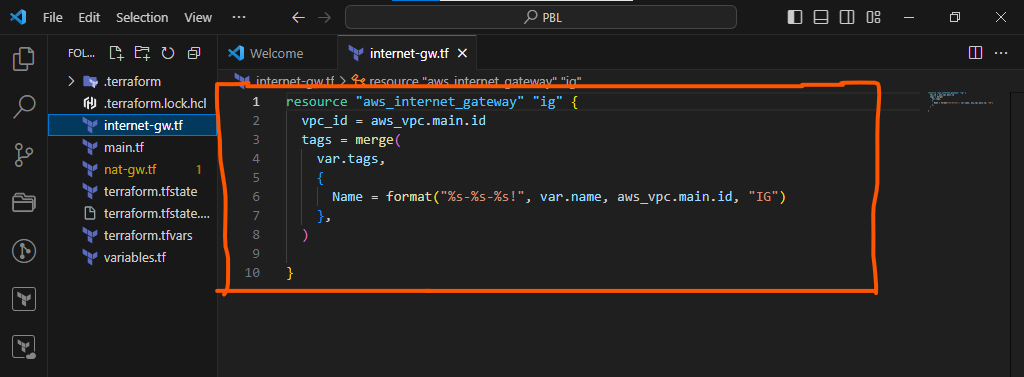 File Edit Selection View ··· PBL
FOL... Welcome internet-gw.tf
.terraform
.terraform.lock.hcl
internet-gw.tf
main.tf
nat-gw.tf 1
terraform.tfstate
terraform.tfstate....
terraform.tfvars
variables.tf
internet-gw.tf > resource "aws_internet_gateway" "ig"
1 resource "aws_internet_gateway" "ig" {
2 vpc_id = aws_vpc.main.id
3 tags = merge(
4 var.tags,
5 {
6 Name = format("%s-%s-%s!", var.name, aws_vpc.main.id, "IG")
7 },
8 )
9
10 }